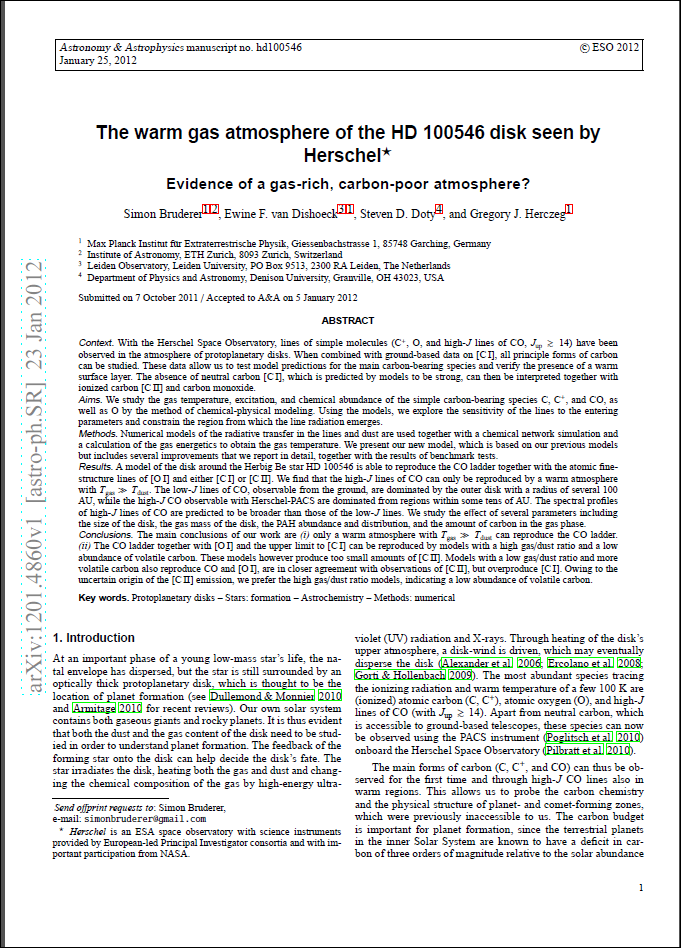 Astronomy & Astrophysics manuscript no. hd100546
© ESO 2012
January 25, 2012
The warm gas atmosphere of the HD 100546 disk seen by
Herschel⋆
Evidence of a gas-rich, carbon-poor atmosphere?
Simon Bruderer1,2, Ewine F. van Dishoeck3,1, Steven D. Doty4, and Gregory J. Herczeg1
1 Max Planck Institut für Extraterrestrische Physik, Giessenbachstrasse 1, 85748 Garching, Germany
2 Institute of Astronomy, ETH Zurich, 8093 Zurich, Switzerland
3 Leiden Observatory, Leiden University, PO Box 9513, 2300 RA Leiden, The Netherlands
4 Department of Physics and Astronomy, Denison University, Granville, OH 43023, USA
Submitted on 7 October 2011 / Accepted to A&A on 5 January 2012
ABSTRACT
Context. With the Herschel Space Observatory, lines of simple molecules (C+, O, and high-J lines of CO, Jup ≳ 14) have been
observed in the atmosphere of protoplanetary disks. When combined with ground-based data on [C I], all principle forms of carbon
can be studied. These data allow us to test model predictions for the main carbon-bearing species and verify the presence of a warm
surface layer. The absence of neutral carbon [C I], which is predicted by models to be strong, can then be interpreted together with
ionized carbon [C II] and carbon monoxide.
Aims. We study the gas temperature, excitation, and chemical abundance of the simple carbon-bearing species C, C+, and CO, as
well as O by the method of chemical-physical modeling. Using the models, we explore the sensitivity of the lines to the entering
parameters and constrain the region from which the line radiation emerges.
Methods. Numerical models of the radiative transfer in the lines and dust are used together with a chemical network simulation and
a calculation of the gas energetics to obtain the gas temperature. We present our new model, which is based on our previous models
but includes several improvements that we report in detail, together with the results of benchmark tests.
Results. A model of the disk around the Herbig Be star HD 100546 is able to reproduce the CO ladder together with the atomic fine-
structure lines of [O I] and either [C I] or [C II]. We find that the high-J lines of CO can only be reproduced by a warm atmosphere
with Tgas ≫ Tdust. The low-J lines of CO, observable from the ground, are dominated by the outer disk with a radius of several 100
AU, while the high-J CO observable with Herschel-PACS are dominated from regions within some tens of AU. The spectral profiles
of high-J lines of CO are predicted to be broader than those of the low-J lines. We study the effect of several parameters including
the size of the disk, the gas mass of the disk, the PAH abundance and distribution, and the amount of carbon in the gas phase.
Conclusions. The main conclusions of our work are (i) only a warm atmosphere with Tgas ≫ Tdust can reproduce the CO ladder.
(ii) The CO ladder together with [O I] and the upper limit to [C I] can be reproduced by models with a high gas/dust ratio and a low
abundance of volatile carbon. These models however produce too small amounts of [C II]. Models with a low gas/dust ratio and more
volatile carbon also reproduce CO and [O I], are in closer agreement with observations of [C II], but overproduce [C I]. Owing to the
uncertain origin of the [C II] emission, we prefer the high gas/dust ratio models, indicating a low abundance of volatile carbon.
Key words. Protoplanetary disks – Stars: formation – Astrochemistry – Methods: numerical
1. Introduction
At an important phase of a young low-mass star's life, the na-
tal envelope has dispersed, but the star is still surrounded by an
optically thick protoplanetary disk, which is thought to be the
location of planet formation (see Dullemond & Monnier 2010
and Armitage 2010 for recent reviews). Our own solar system
contains both gaseous giants and rocky planets. It is thus evident
that both the dust and the gas content of the disk need to be stud-
ied in order to understand planet formation. The feedback of the
forming star onto the disk can help decide the disk's fate. The
star irradiates the disk, heating both the gas and dust and chang-
ing the chemical composition of the gas by high-energy ultra-
Send offprint requests to: Simon Bruderer,
e-mail: simonbruderer@gmail.com
⋆ Herschel is an ESA space observatory with science instruments
provided by European-led Principal Investigator consortia and with im-
portant participation from NASA.
violet (UV) radiation and X-rays. Through heating of the disk's
upper atmosphere, a disk-wind is driven, which may eventually
disperse the disk (Alexander et al. 2006; Ercolano et al. 2008;
Gorti & Hollenbach 2009). The most abundant species tracing
the ionizing radiation and warm temperature of a few 100 K are
(ionized) atomic carbon (C, C+), atomic oxygen (O), and high-J
lines of CO (with Jup ≳ 14). Apart from neutral carbon, which
is accessible to ground-based telescopes, these species can now
be observed using the PACS instrument (Poglitsch et al. 2010)
onboard the Herschel Space Observatory (Pilbratt et al. 2010).
The main forms of carbon (C, C+, and CO) can thus be ob-
served for the first time and through high-J CO lines also in
warm regions. This allows us to probe the carbon chemistry
and the physical structure of planet- and comet-forming zones,
which were previously inaccessible to us. The carbon budget
is important for planet formation, since the terrestrial planets
in the inner Solar System are known to have a deficit in car-
bon of three orders of magnitude relative to the solar abundance
1
arXiv:1201.4860v1 [astro-ph.SR] 23 Jan 2012